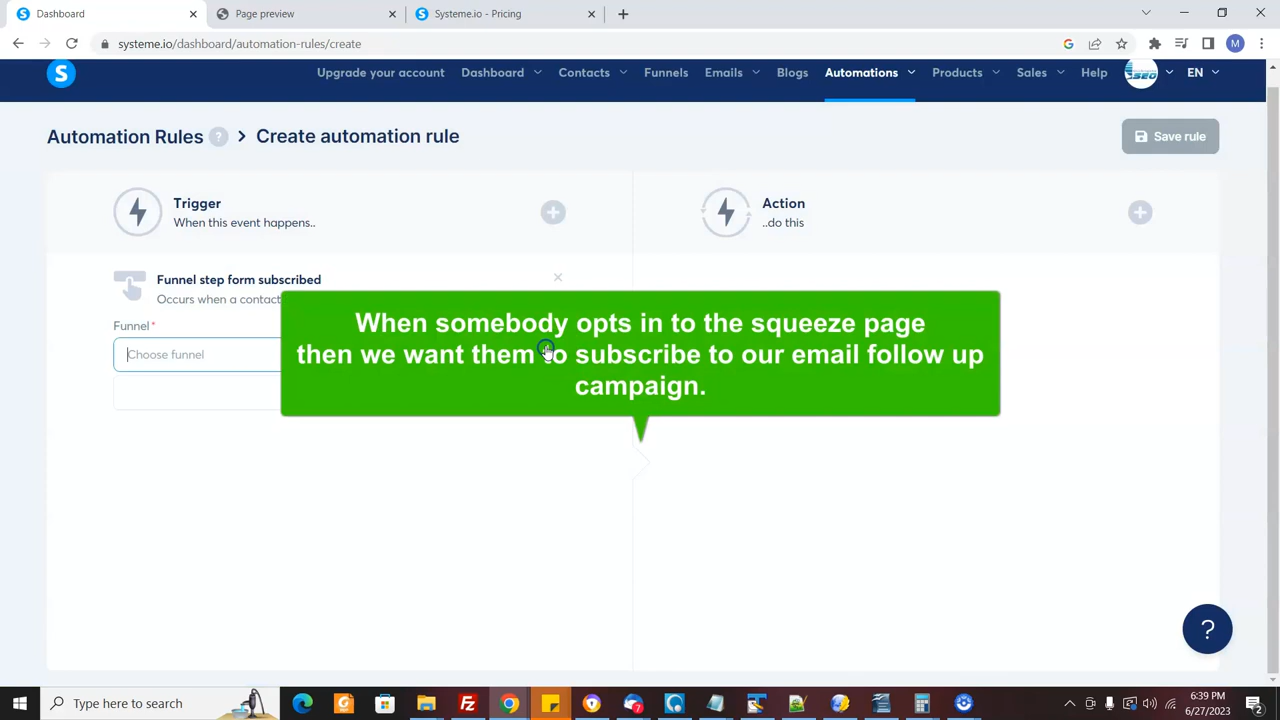 Dashboard
Page preview
Systeme.io - Pricing
systeme.io/dashboard/automation-rules/create
G
M
S
Upgrade your account
Dashboard
Contacts
Funnels
Emails
Blogs
Automations
Products
Sales
Help
SEO
EN
Automation Rules ? > Create automation rule
Save rule
Trigger
When this event happens..
Action
..do this
Funnel step form subscribed
Occurs when a contact
Funnel *
Choose funnel
When somebody opts in to the squeeze page
then we want them to subscribe to our email follow up
campaign.
?
Type here to search
6:39 PM
6/27/2023